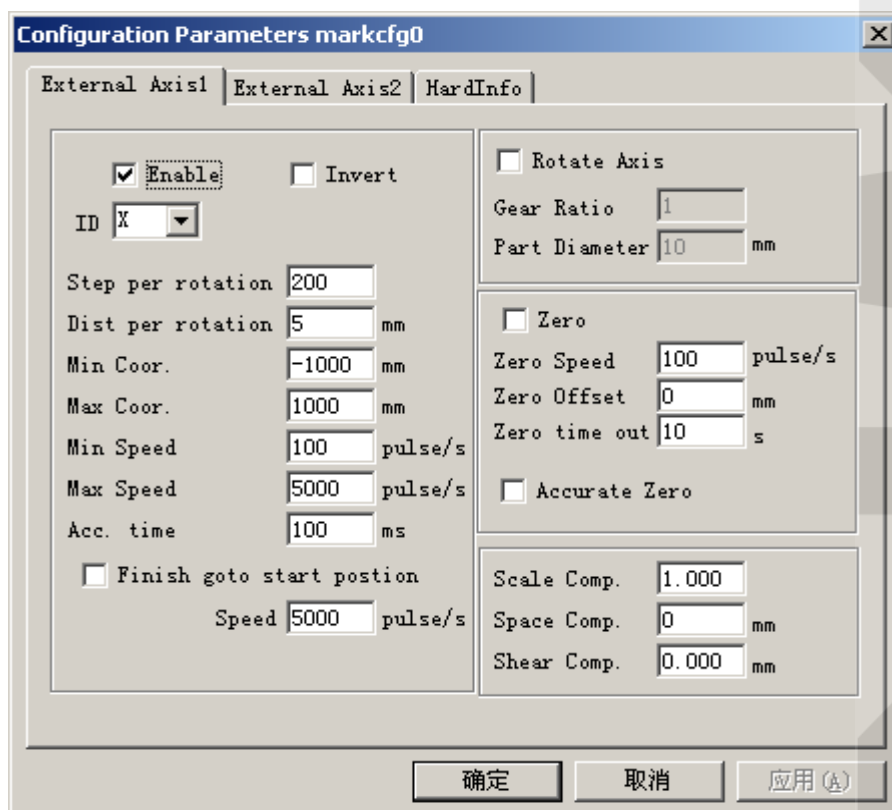 Configuration Parameters markcfg0
External Axis1 External Axis2 HardInfo
Enable Invert
ID X
Step per rotation 200
Dist per rotation 5 mm
Min Coor. -1000 mm
Max Coor. 1000 mm
Min Speed 100 pulse/s
Max Speed 5000 pulse/s
Acc. time 100 ms
Finish goto start postion
Speed 5000 pulse/s
Rotate Axis
Gear Ratio 1
Part Diameter 10 mm
Zero
Zero Speed 100 pulse/s
Zero Offset 0 mm
Zero time out 10 s
Accurate Zero
Scale Comp. 1.000
Space Comp. 0 mm
Shear Comp. 0.000 mm
确定 取消 应用(A)